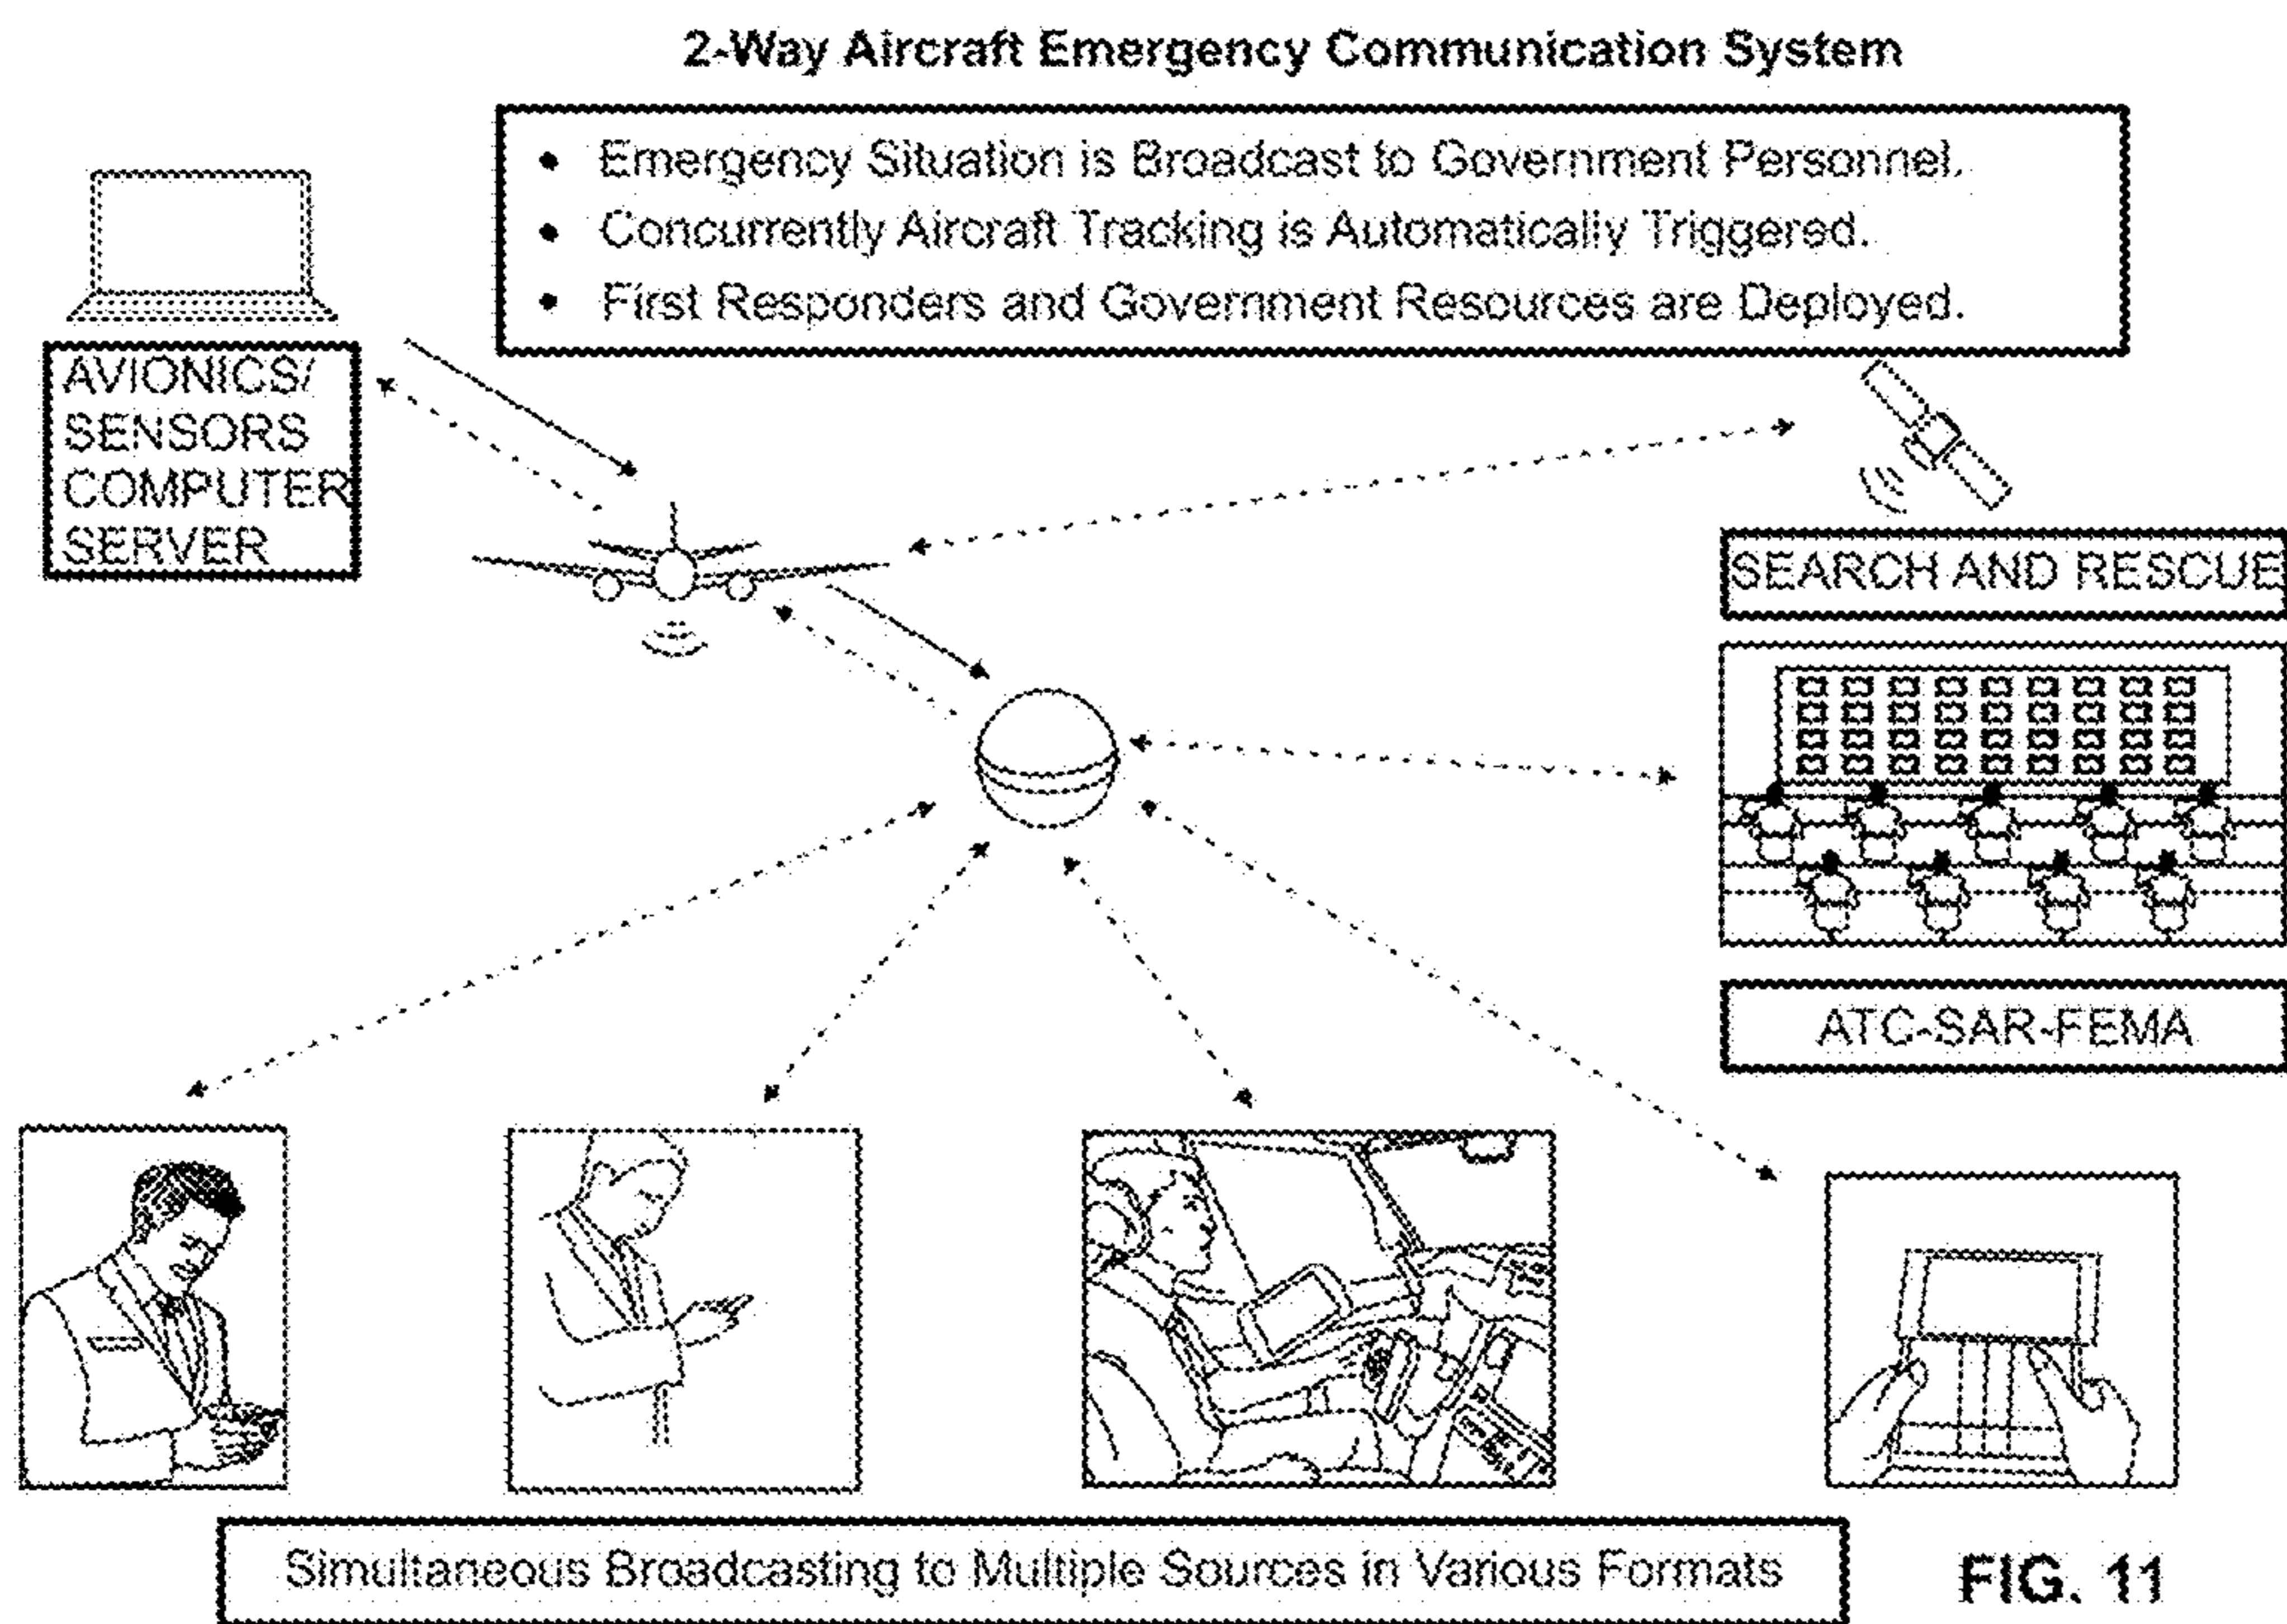 2-Way Aircraft Emergency Communication System
• Emergency Situation is Broadcast to Government Personnel.
• Concurrently Aircraft Tracking is Automatically Triggered.
• First Responders and Government Resources are Deployed.
AVIONICS/
SENSORS
COMPUTER
SERVER
SEARCH AND RESCUE
ATC-SAR-FEMA
Simultaneous Broadcasting to Multiple Sources in Various Formats
FIG. 11